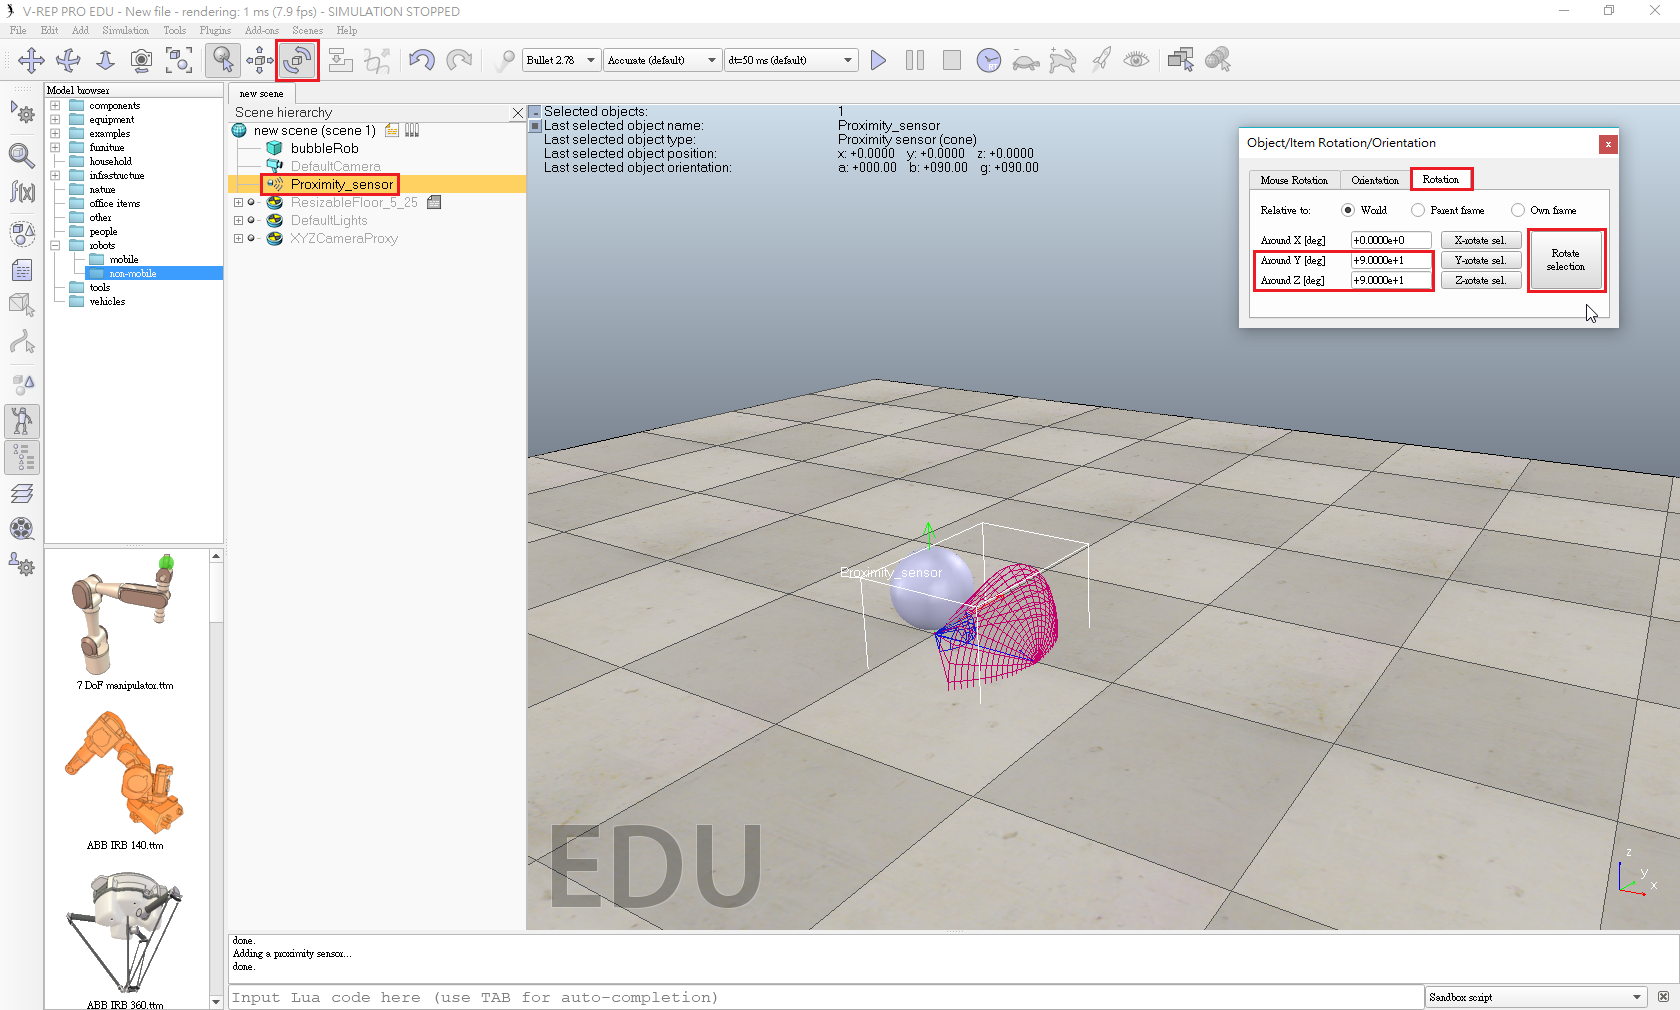 V-REP PRO EDU - New file - rendering: 1 ms (7.9 fps) - SIMULATION STOPPED
File Edit Add Simulation Tools Plugins Add-ons Scenes Help
Bullet 2.78 Accurate (default) dt=50 ms (default)
Model browser
components
equipment
examples
furniture
household
infrastructure
nature
office items
other
people
robots
mobile
non-mobile
tools
vehicles
7 DoF manipulator.ttm
ABB IRB 140.ttm
ABB IRB 360.ttm
new scene
Scene hierarchy
new scene (scene 1)
bubbleRob
DefaultCamera
Proximity_sensor
ResizableFloor_5_25
DefaultLights
XYZCameraProxy
Selected objects: 1
Last selected object name: Proximity_sensor
Last selected object type: Proximity sensor (cone)
Last selected object position: x: +0.0000 y: +0.0000 z: +0.0000
Last selected object orientation: a: +000.00 b: +090.00 g: +090.00
Object/Item Rotation/Orientation
x
Mouse Rotation Orientation Rotation
Relative to: World Parent frame Own frame
Around X [deg] +0.0000e+0 X-rotate sel.
Around Y [deg] +9.0000e+1 Y-rotate sel.
Around Z [deg] +9.0000e+1 Z-rotate sel.
Rotate
selection
Proximity_sensor
EDU
z
y
x
done.
Adding a proximity sensor...
done.
Input Lua code here (use TAB for auto-completion)
Sandbox script